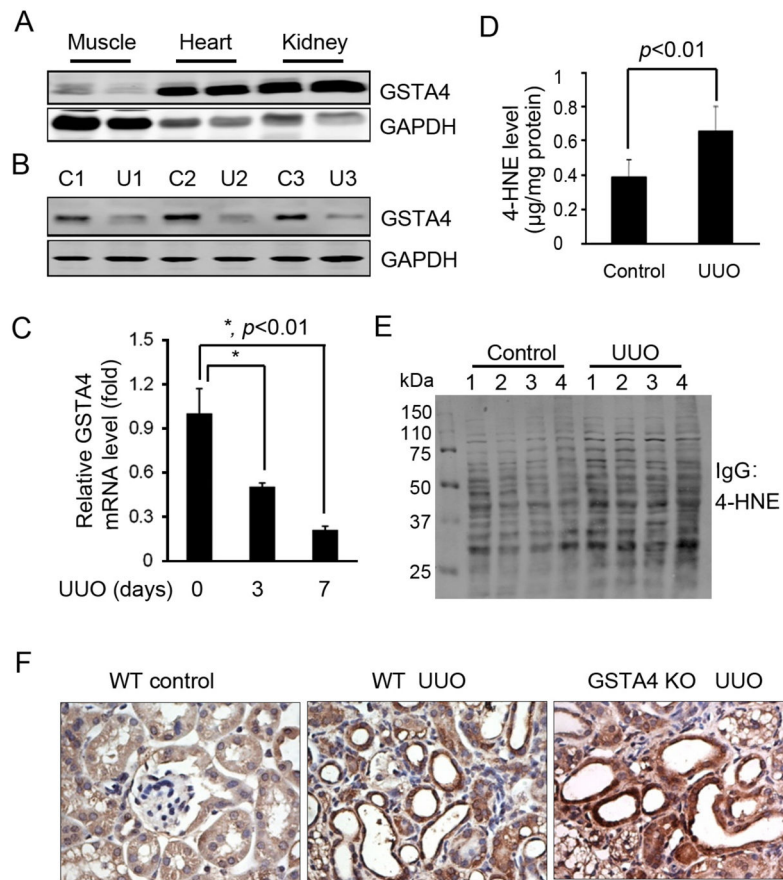 A
Muscle Heart Kidney
GSTA4
GAPDH
B
C1 U1 C2 U2 C3 U3
GSTA4
GAPDH
C
Relative GSTA4
mRNA level (fold)
1.5
1.2
0.9
0.6
0.3
0
*, p<0.01
*
UUO (days) 0 3 7
D
4-HNE level
(µg/mg protein)
1
0.8
0.6
0.4
0.2
0
p<0.01
Control UUO
E
Control UUO
kDa 1 2 3 4 1 2 3 4
150
110
75
50
37
25
IgG:
4-HNE
F
WT control WT UUO GSTA4 KO UUO